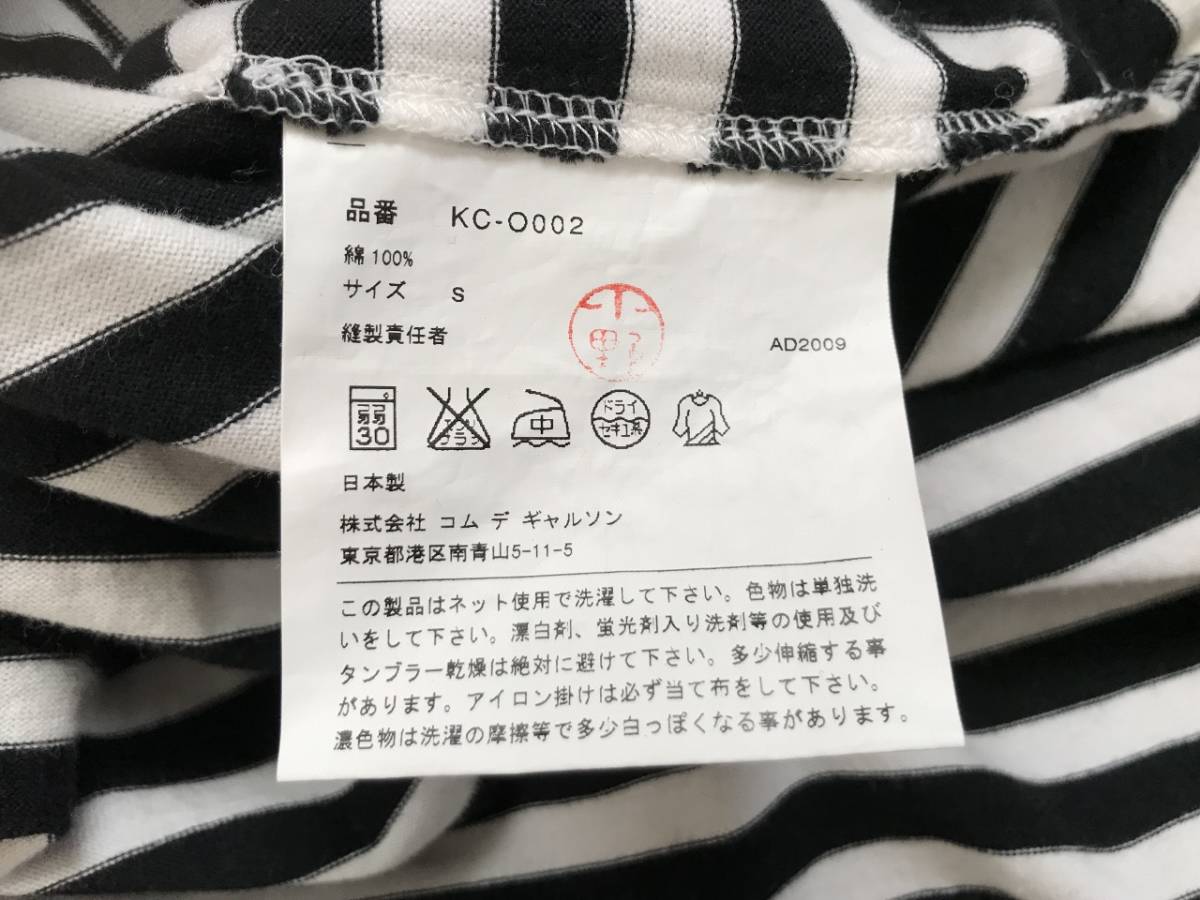 品番 KC-O002
綿 100%
サイズ S
縫製責任者
AD2009
弱 30
中
ドライ
セキユ系
日本製
株式会社 コム デ ギャルソン
東京都港区南青山5-11-5
この製品はネット使用で洗濯して下さい。色物は単独洗
いをして下さい。漂白剤、蛍光剤入り洗剤等の使用及び
タンブラー乾燥は絶対に避けて下さい。多少伸縮する事
があります。アイロン掛けは必ず当て布をして下さい。
濃色物は洗濯の摩擦等で多少白っぽくなる事があります。